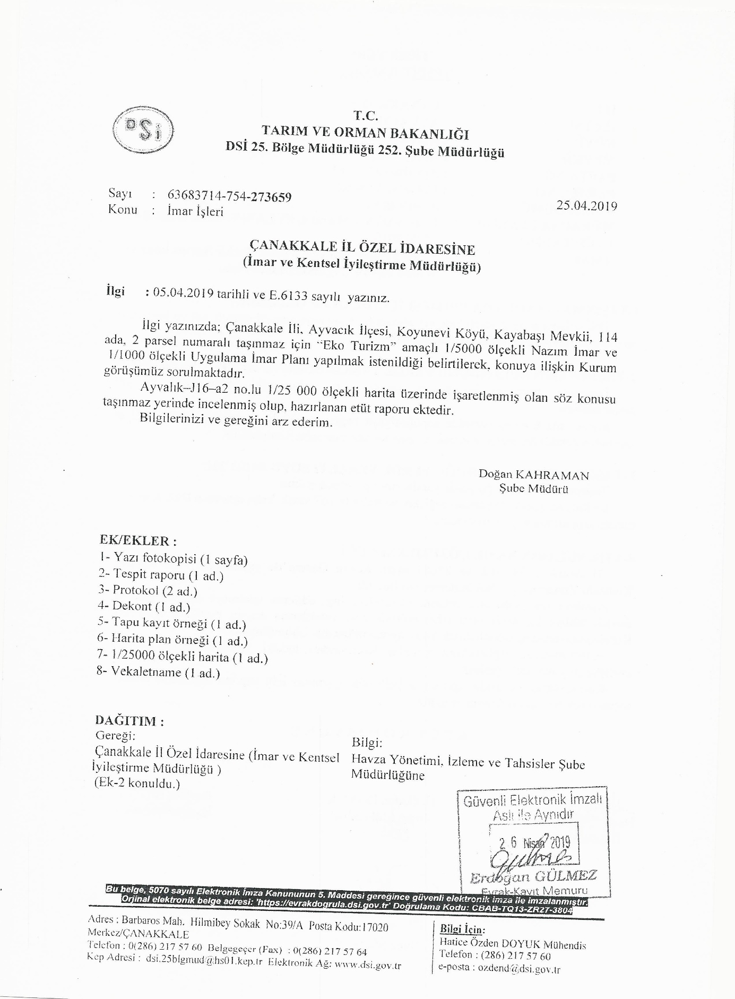 DSİ
T.C.
TARIM VE ORMAN BAKANLIĞI
DSİ 25. Bölge Müdürlüğü 252. Şube Müdürlüğü
Sayı : 63683714-754-273659
Konu : İmar İşleri
25.04.2019
ÇANAKKALE İL ÖZEL İDARESİNE
(İmar ve Kentsel İyileştirme Müdürlüğü)
İlgi : 05.04.2019 tarihli ve E.6133 sayılı yazınız.
İlgi yazınızda; Çanakkale İli, Ayvacık İlçesi, Koyunevi Köyü, Kayabaşı Mevkii, 114
ada, 2 parsel numaralı taşınmaz için “Eko Turizm” amaçlı 1/5000 ölçekli Nazım İmar ve
1/1000 ölçekli Uygulama İmar Planı yapılmak istenildiği belirtilerek, konuya ilişkin Kurum
görüşümüz sorulmaktadır.
Ayvalık–J16–a2 no.lu 1/25 000 ölçekli harita üzerinde işaretlenmiş olan söz konusu
taşınmaz yerinde incelenmiş olup, hazırlanan etüt raporu ektedir.
Bilgilerinizi ve gereğini arz ederim.
Doğan KAHRAMAN
Şube Müdürü
EK/EKLER :
1- Yazı fotokopisi (1 sayfa)
2- Tespit raporu (1 ad.)
3- Protokol (2 ad.)
4- Dekont (1 ad.)
5- Tapu kayıt örneği (1 ad.)
6- Harita plan örneği (1 ad.)
7- 1/25000 ölçekli harita (1 ad.)
8- Vekaletname (1 ad.)
DAĞITIM :
Gereği:
Çanakkale İl Özel İdaresine (İmar ve Kentsel
İyileştirme Müdürlüğü )
(Ek-2 konuldu.)
Bilgi:
Havza Yönetimi, İzleme ve Tahsisler Şube
Müdürlüğüne
Güvenli Elektronik İmzalı
Aslı ile Aynıdır
26 Nisan 2019
Erdoğan GÜLMEZ
Evrak-Kayıt Memuru
Bu belge, 5070 sayılı Elektronik İmza Kanununun 5. Maddesi gereğince güvenli elektronik imza ile imzalanmıştır.
Orjinal elektronik belge adresi: 'https://evrakdogrula.dsi.gov.tr' Doğrulama Kodu: CBAB-TQ13-ZR27-3804
Adres : Barbaros Mah. Hilmibey Sokak No:39/A Posta Kodu:17020
Merkez/ÇANAKKALE
Telefon : 0(286) 217 57 60 Belgegeçer (Fax) : 0(286) 217 57 64
Kep Adresi : dsi.25blgmud@hs01.kep.tr Elektronik Ağ: www.dsi.gov.tr
Bilgi İçin:
Hatice Özden DOYUK Mühendis
Telefon : (286) 217 57 60
e-posta : ozdend@dsi.gov.tr